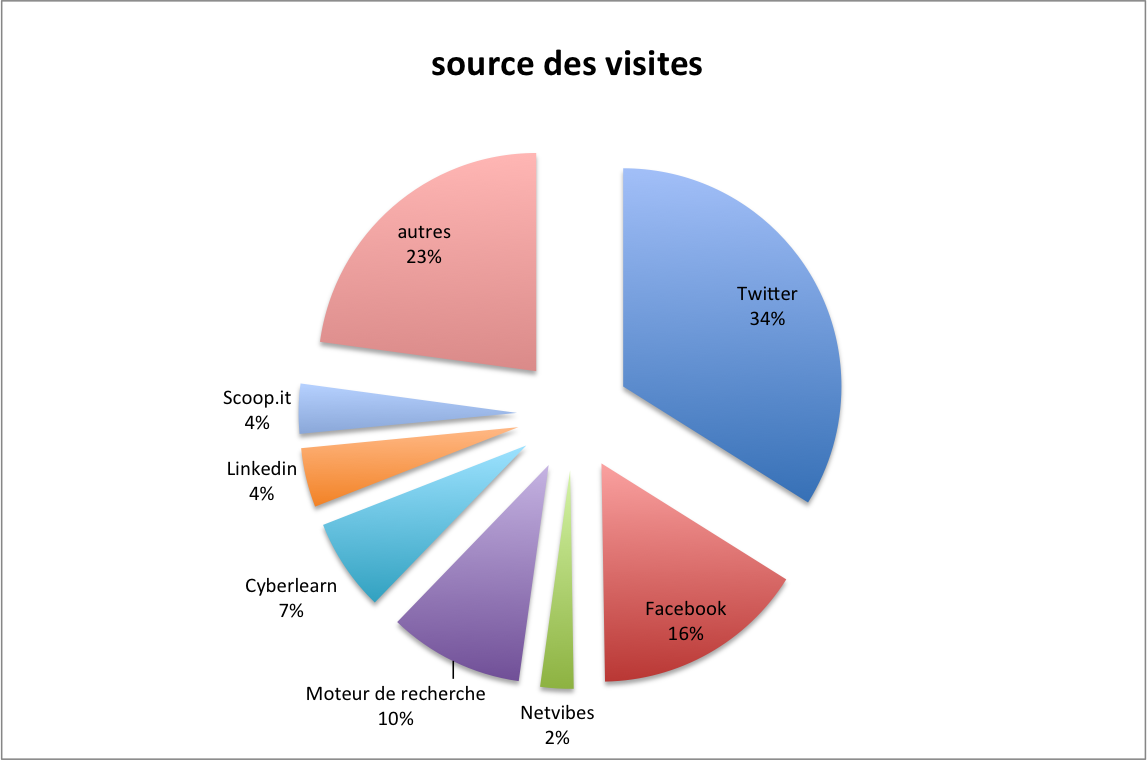 source des visites
autres
23%
Twitter
34%
Scoop.it
4%
Linkedin
4%
Cyberlearn
7%
Facebook
16%
Moteur de recherche
10%
Netvibes
2%